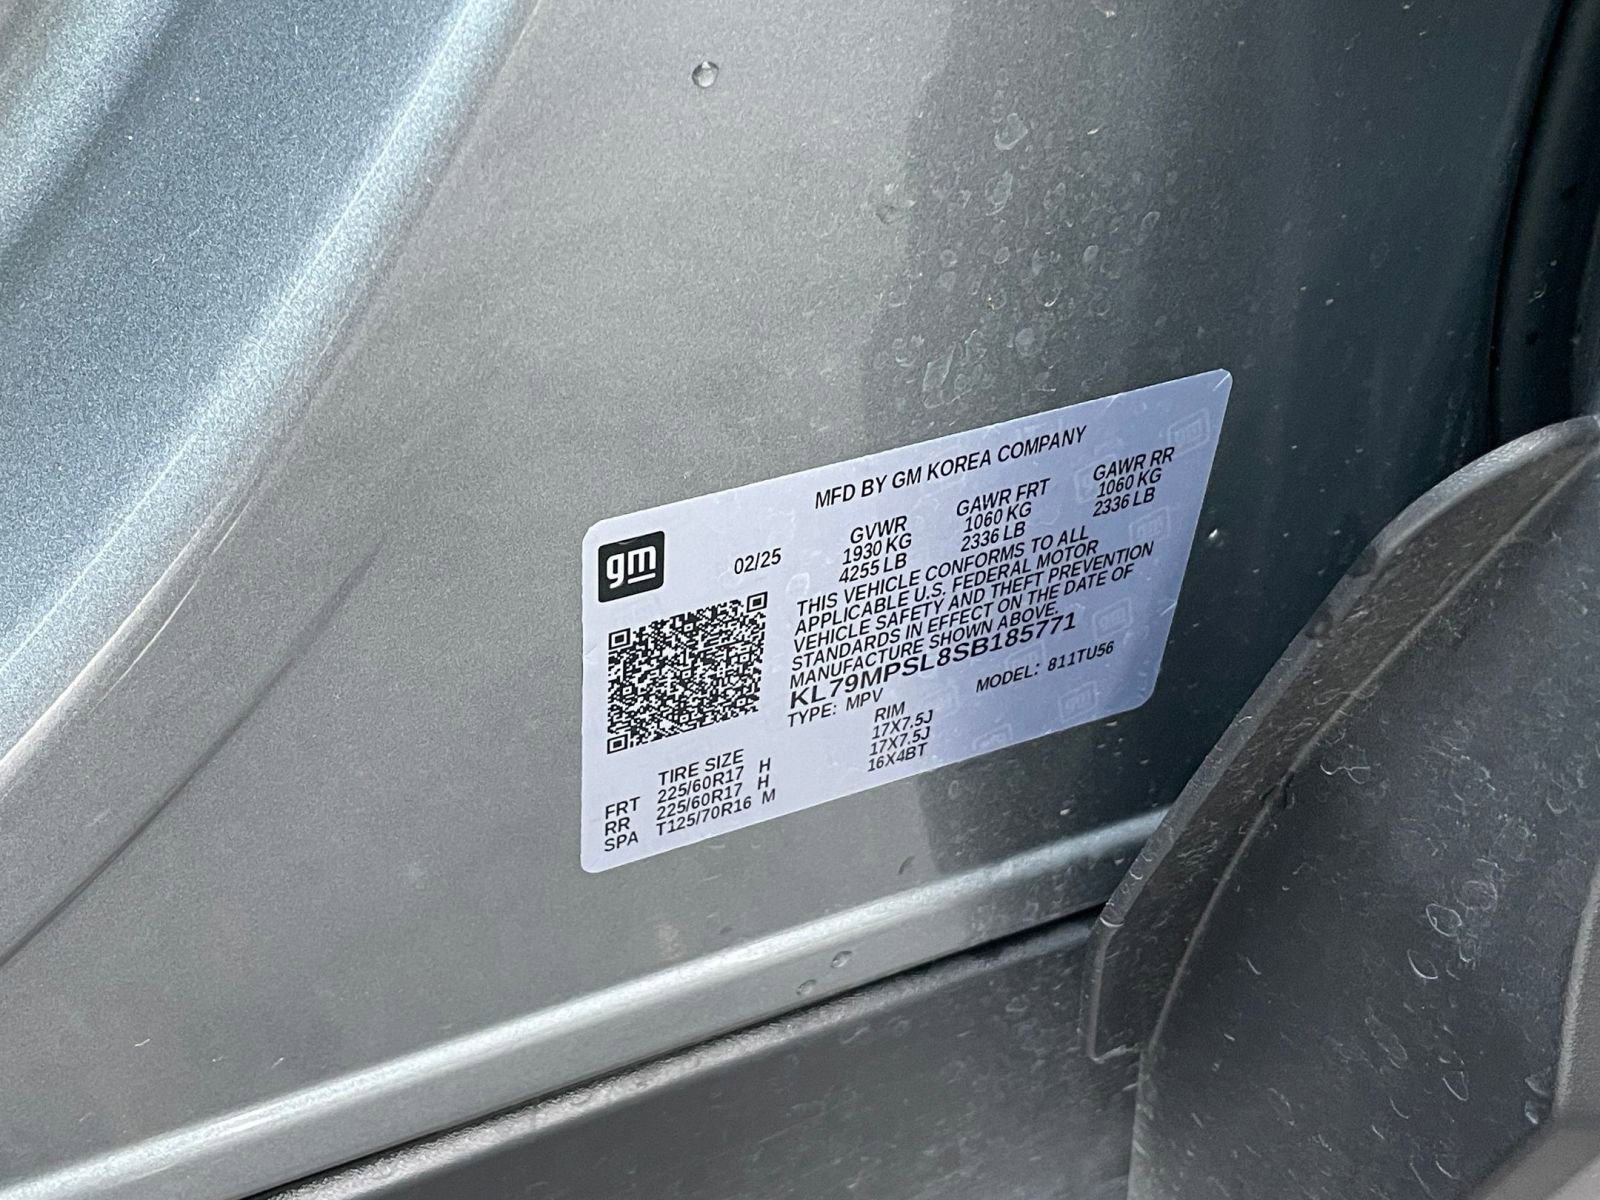 MFD BY GM KOREA COMPANY
gm
02/25
GVWR GAWR FRT GAWR RR
1930 KG 1060 KG 1060 KG
4255 LB 2336 LB 2336 LB
THIS VEHICLE CONFORMS TO ALL
APPLICABLE U.S. FEDERAL MOTOR
VEHICLE SAFETY AND THEFT PREVENTION
STANDARDS IN EFFECT ON THE DATE OF
MANUFACTURE SHOWN ABOVE.
KL79MPSL8SB185771
TYPE: MPV MODEL: 811TU56
TIRE SIZE RIM
FRT 225/60R17 H 17X7.5J
RR 225/60R17 H 17X7.5J
SPA T125/70R16 M 16X4BT